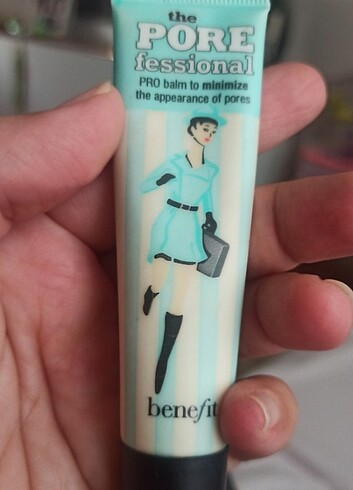 the
PORE
fessional
PRO balm to minimize
the appearance of pores
benefit